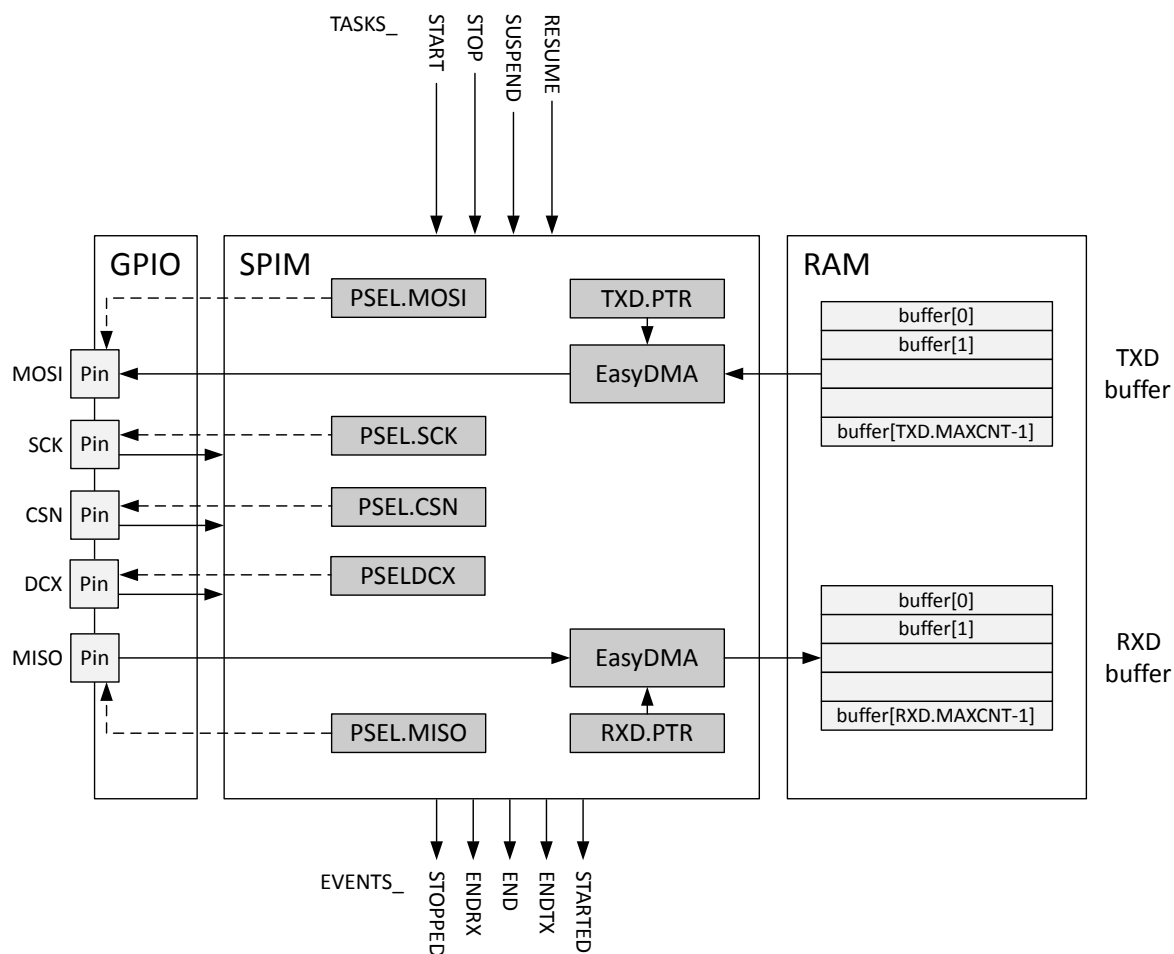 TASKS_
START
STOP
SUSPEND
RESUME
GPIO
SPIM
RAM
PSEL.MOSI
TXD.PTR
buffer[0]
buffer[1]
buffer[TXD.MAXCNT-1]
TXD
buffer
MOSI
Pin
EasyDMA
SCK
Pin
PSEL.SCK
CSN
Pin
PSEL.CSN
DCX
Pin
PSELDCX
MISO
Pin
EasyDMA
buffer[0]
buffer[1]
buffer[RXD.MAXCNT-1]
RXD
buffer
PSEL.MISO
RXD.PTR
EVENTS_
STOPPED
ENDRX
END
ENDTX
STARTED